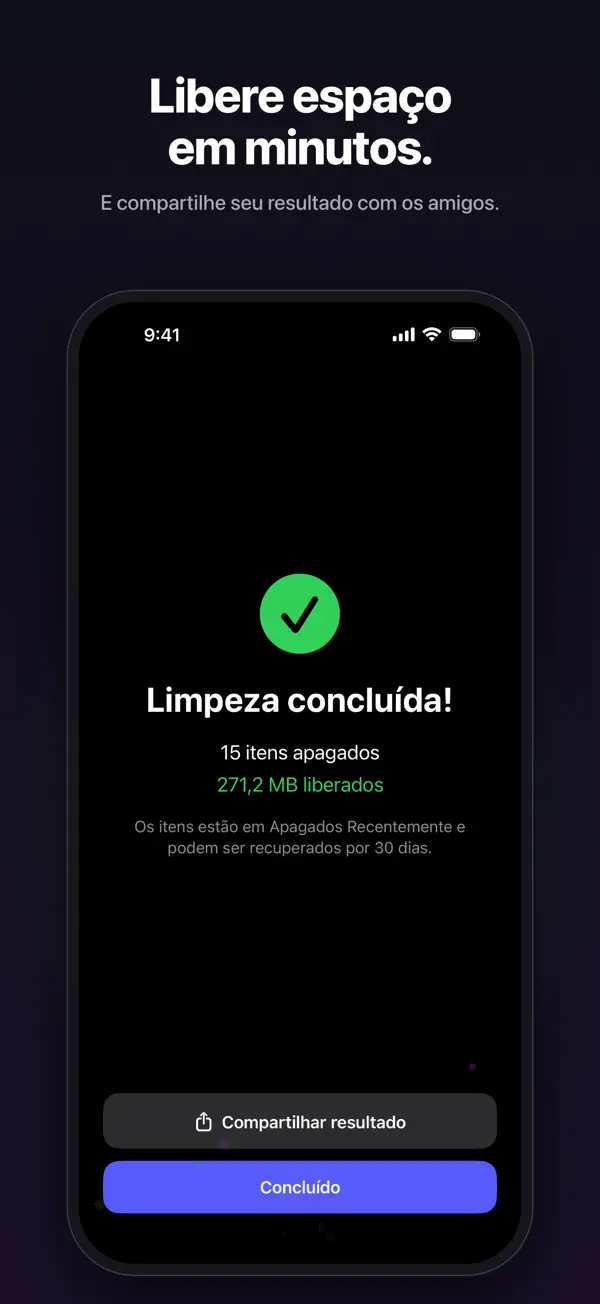 Libere espaço
em minutos.
E compartilhe seu resultado com os amigos.
9:41
Limpeza concluída!
15 itens apagados
271,2 MB liberados
Os itens estão em Apagados Recentemente e
podem ser recuperados por 30 dias.
Compartilhar resultado
Concluído